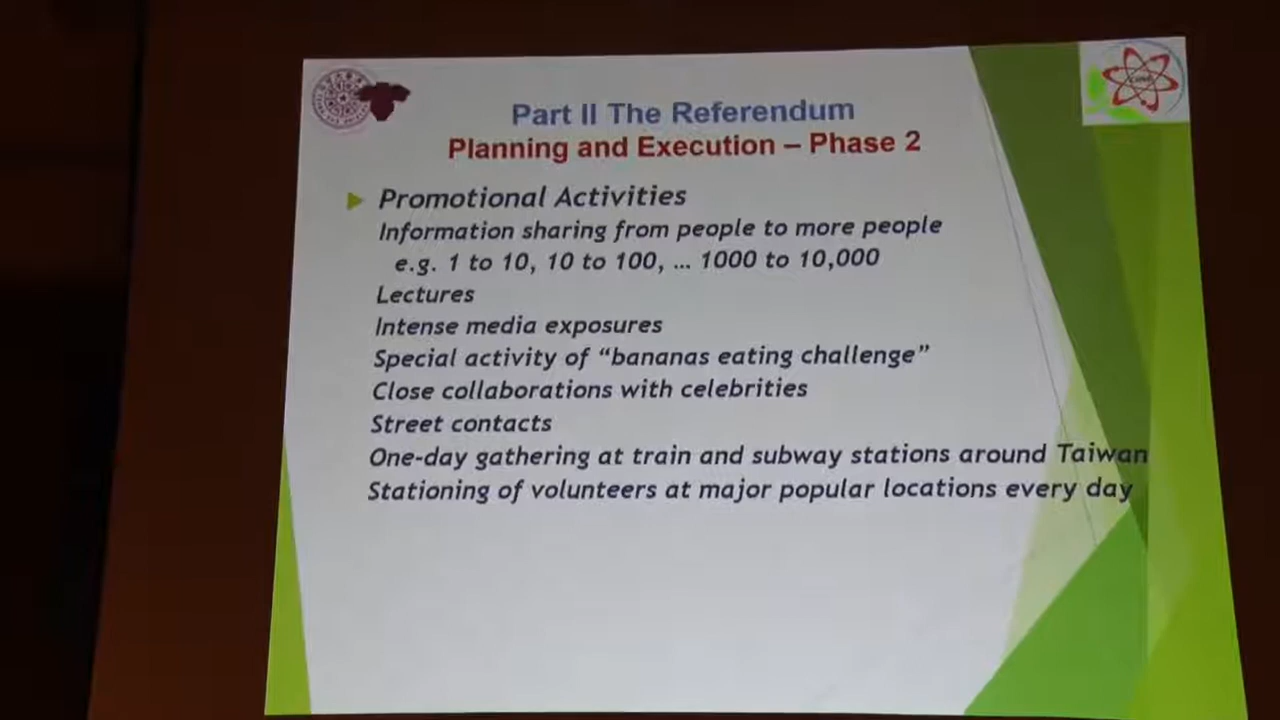 Part II The Referendum
Planning and Execution – Phase 2
Promotional Activities
Information sharing from people to more people
e.g. 1 to 10, 10 to 100, ... 1000 to 10,000
Lectures
Intense media exposures
Special activity of “bananas eating challenge”
Close collaborations with celebrities
Street contacts
One-day gathering at train and subway stations around Taiwan
Stationing of volunteers at major popular locations every day